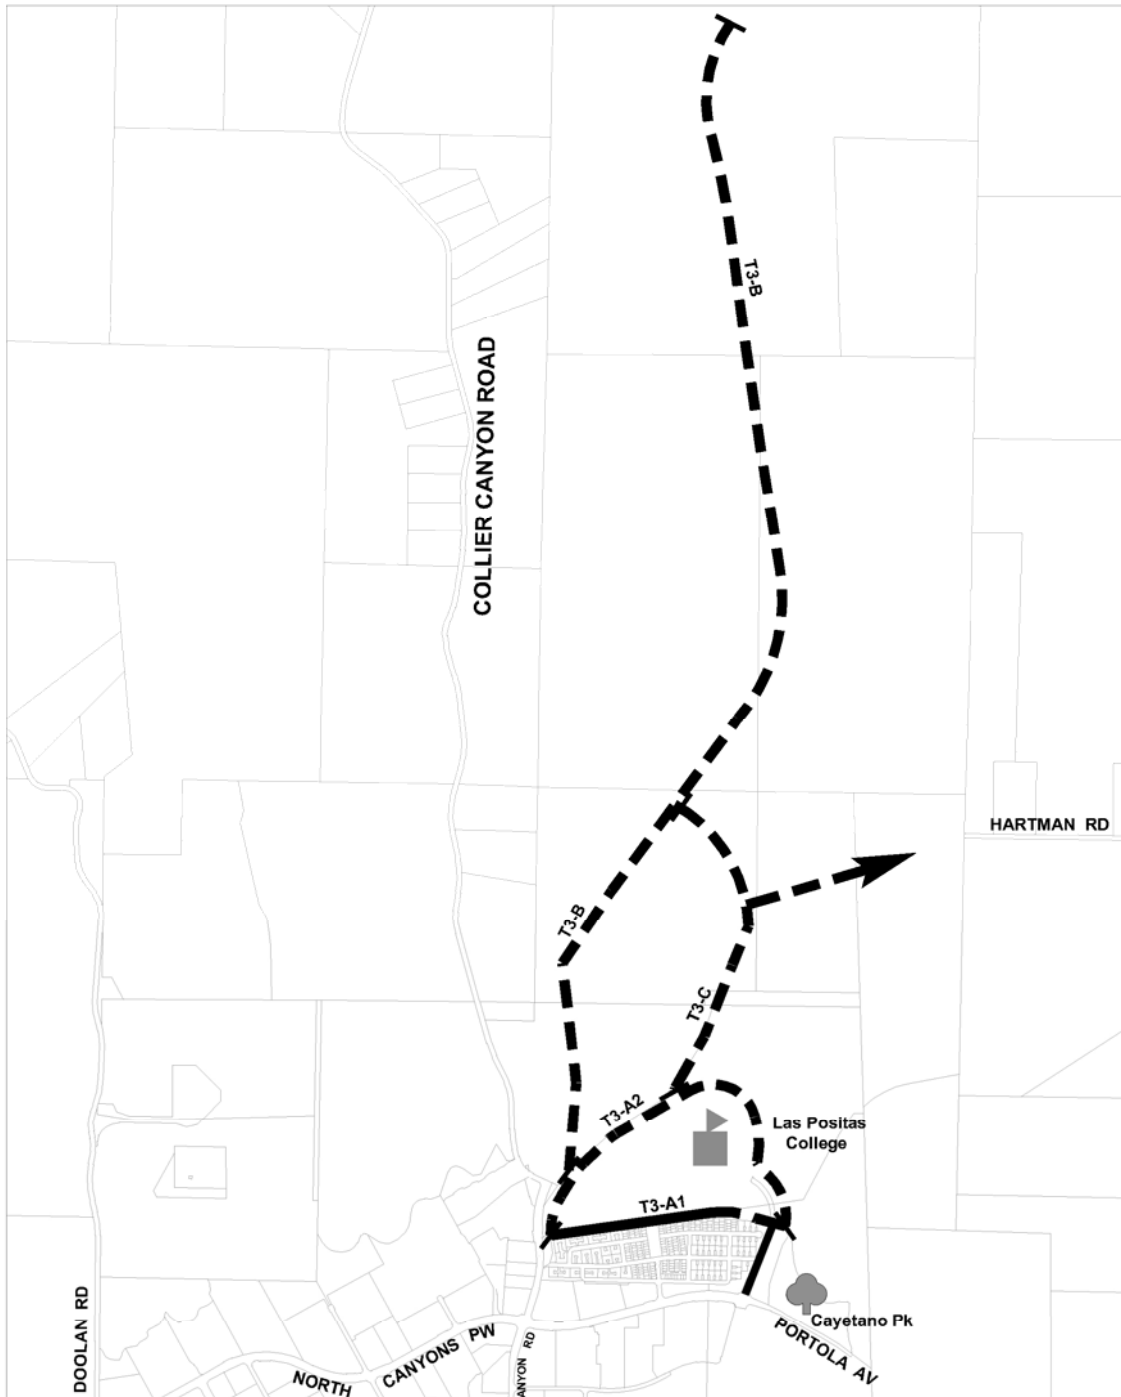 T3-B
COLLIER CANYON ROAD
HARTMAN RD
T3-B
T3-C
T3-A2
Las Positas
College
T3-A1
Cayetano Pk
PORTOLA AV
DOOLAN RD
NORTH CANYONS PW
ANYON RD